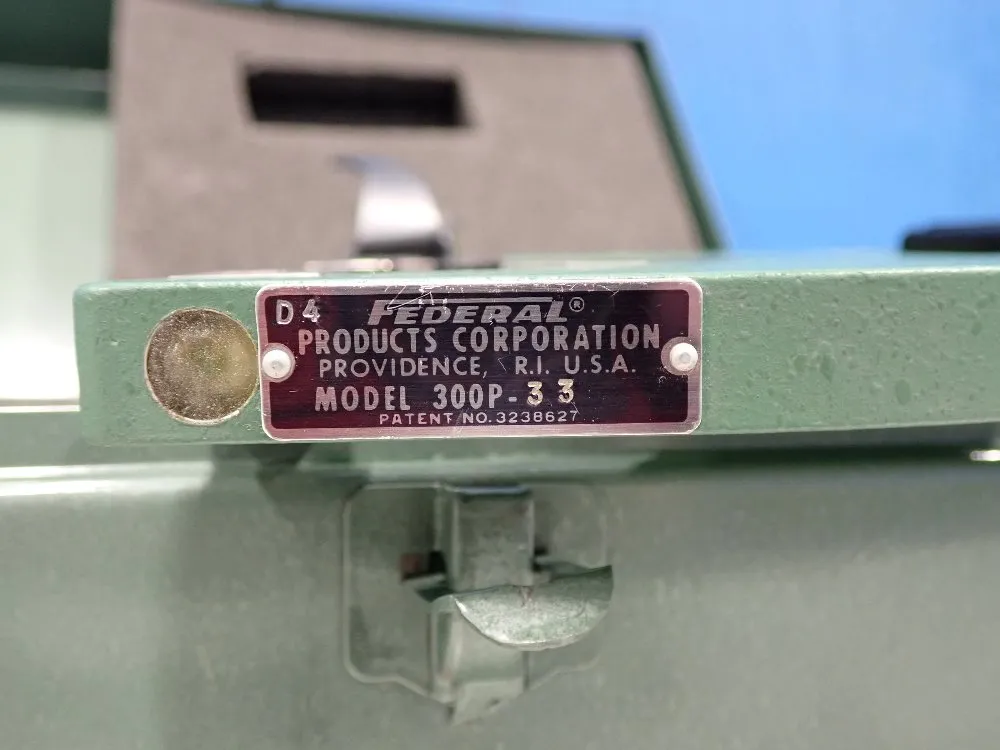 D4 FEDERAL®
PRODUCTS CORPORATION
PROVIDENCE, R.I. U.S.A.
MODEL 300P-33
PATENT NO. 3238627